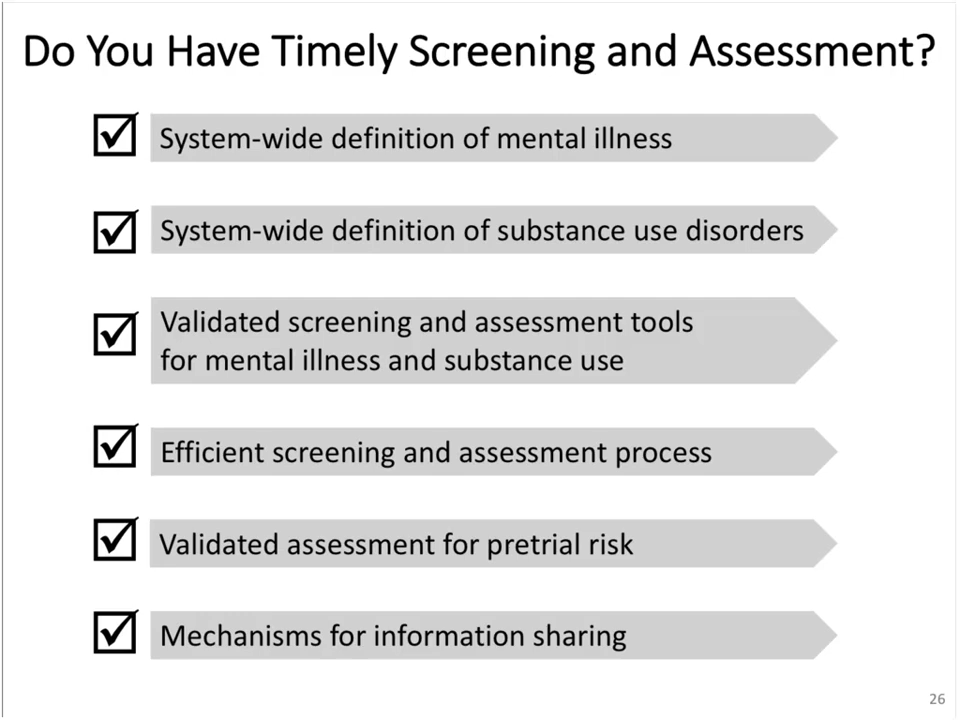 Do You Have Timely Screening and Assessment?
System-wide definition of mental illness
System-wide definition of substance use disorders
Validated screening and assessment tools
for mental illness and substance use
Efficient screening and assessment process
Validated assessment for pretrial risk
Mechanisms for information sharing
26